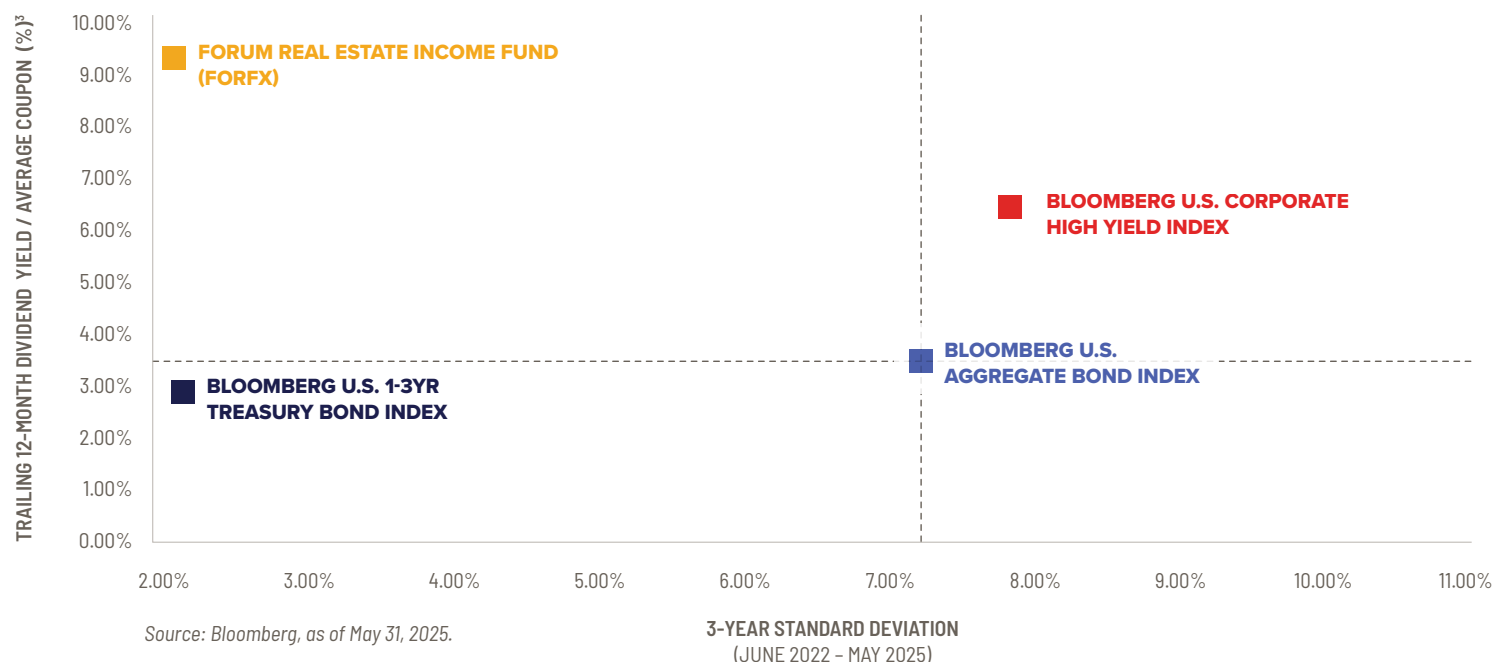 TRAILING 12-MONTH DIVIDEND YIELD / AVERAGE COUPON (%)³
10.00%
9.00%
8.00%
7.00%
6.00%
5.00%
4.00%
3.00%
2.00%
1.00%
0.00%
FORUM REAL ESTATE INCOME FUND
(FORFX)
BLOOMBERG U.S. CORPORATE
HIGH YIELD INDEX
BLOOMBERG U.S.
AGGREGATE BOND INDEX
BLOOMBERG U.S. 1-3YR
TREASURY BOND INDEX
2.00% 3.00% 4.00% 5.00% 6.00% 7.00% 8.00% 9.00% 10.00% 11.00%
3-YEAR STANDARD DEVIATION
(JUNE 2022 – MAY 2025)
Source: Bloomberg, as of May 31, 2025.